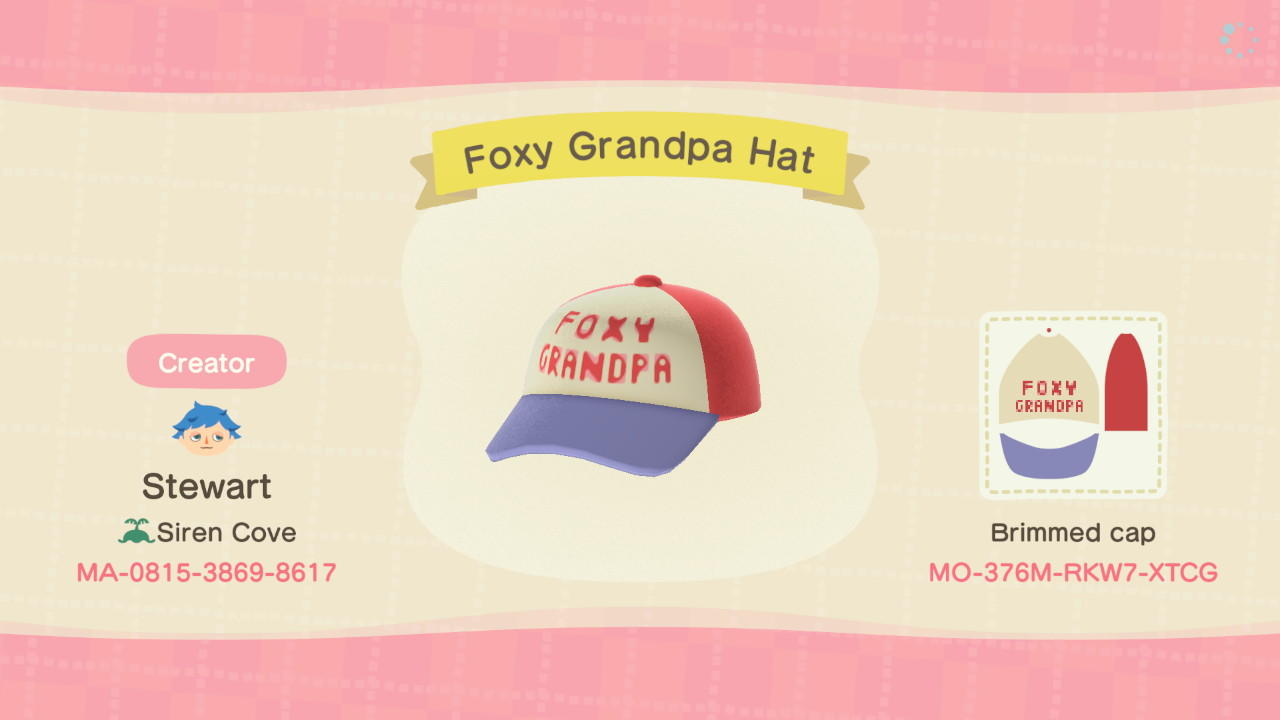 Foxy Grandpa Hat
FOXY
GRANDPA
Creator
Stewart
Siren Cove
MA-0815-3869-8617
FOXY
GRANDPA
Brimmed cap
MO-376M-RKW7-XTCG